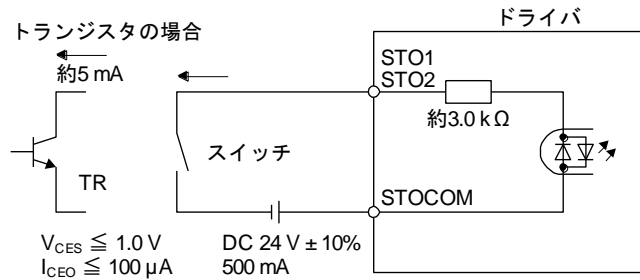 ドライバ
トランジスタの場合
約5 mA
STO1
STO2
約3.0 k Ω
スイッチ
TR
STOCOM
VCES ≦ 1.0 V
ICEO ≦ 100 µA
DC 24 V ± 10%
500 mA